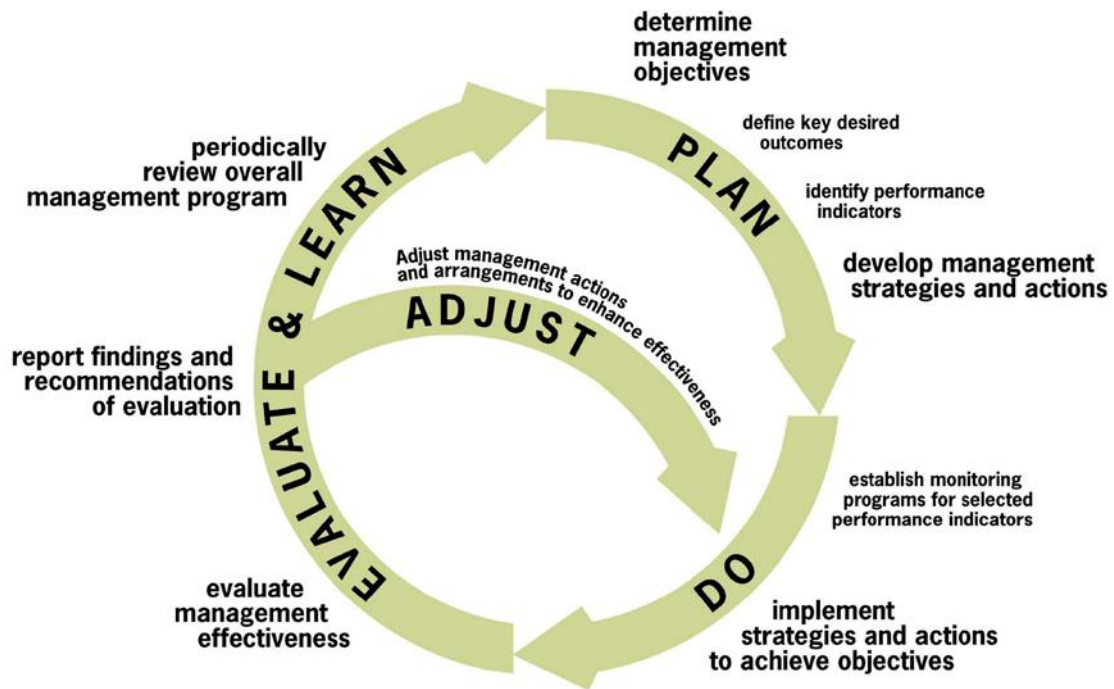 determine
management
objectives
define key desired
outcomes
PLAN
identify performance
indicators
develop management
strategies and actions
establish monitoring
programs for selected
performance indicators
DO
implement
strategies and actions
to achieve objectives
evaluate
management
effectiveness
EVALUATE & LEARN
report findings and
recommendations
of evaluation
periodically
review overall
management program
Adjust management actions
and arrangements to enhance effectiveness
ADJUST